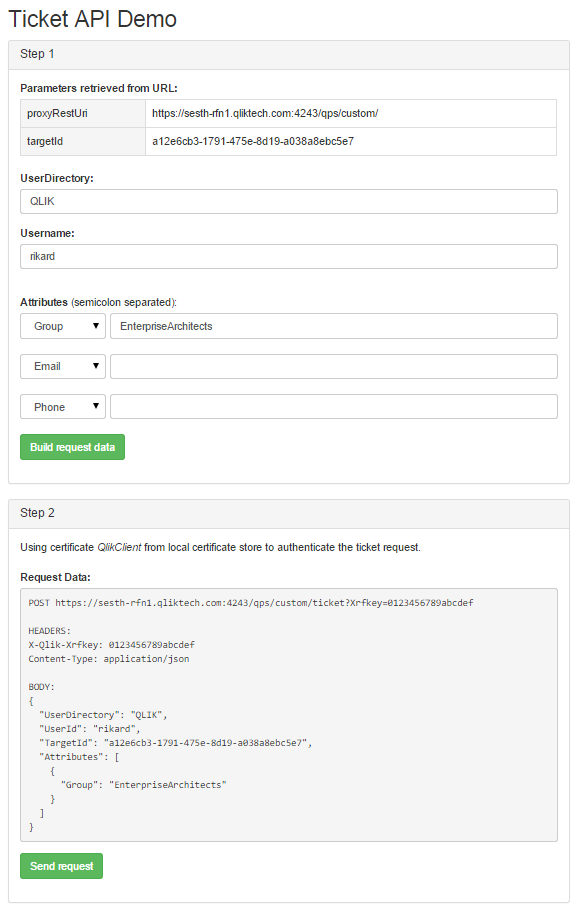 Ticket API Demo
Step 1
Parameters retrieved from URL:
proxyRestUri https://sesth-rfn1.qliktech.com:4243/qps/custom/
targetId a12e6cb3-1791-475e-8d19-a038a8ebc5e7
UserDirectory:
QLIK
Username:
rikard
Attributes (semicolon separated):
Group EnterpriseArchitects
Email
Phone
Build request data
Step 2
Using certificate QlikClient from local certificate store to authenticate the ticket request.
Request Data:
POST https://sesth-rfn1.qliktech.com:4243/qps/custom/ticket?Xrfkey=0123456789abcdef
HEADERS:
X-Qlik-Xrfkey: 0123456789abcdef
Content-Type: application/json
BODY:
{
"UserDirectory": "QLIK",
"UserId": "rikard",
"TargetId": "a12e6cb3-1791-475e-8d19-a038a8ebc5e7",
"Attributes": [
{
"Group": "EnterpriseArchitects"
}
]
}
Send request